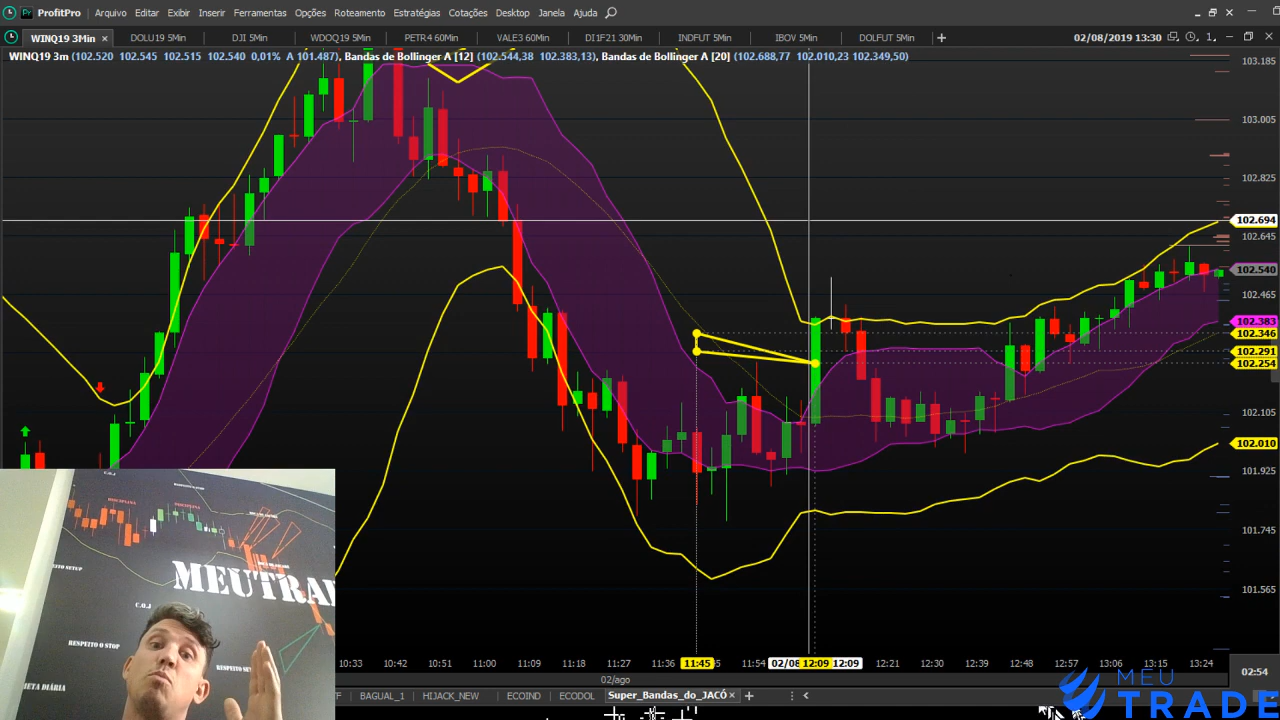 ProfitPro Arquivo Editar Exibir Inserir Ferramentas Opções Roteamento Estratégias Cotações Desktop Janela Ajuda
WINQ19 3Min DOLU19 5Min DJI 5Min WDOQ19 5Min PETR4 60Min VALE3 60Min DI1F21 30Min INDFUT 5Min IBOV 5Min DOLFUT 5Min 02/08/2019 13:30
WINQ19 3m (102.520 102.545 102.515 102.540 0,01% A 101.487), Bandas de Bollinger A [12] (102.544,38 102.383,13), Bandas de Bollinger A [20] (102.688,77 102.010,23 102.349,50)
103.185
103.005
102.825
102.694
102.645
102.540
102.465
102.383
102.346
102.291
102.254
102.105
102.010
101.925
101.745
101.565
10:33 10:42 10:51 11:00 11:09 11:18 11:27 11:36 11:45 11:54 02/08 12:09 12:09 12:21 12:30 12:39 12:48 12:57 13:06 13:15 13:24
02:54
02/ago
BAGUAL_1 HIJACK_NEW ECOIND ECODOL Super_Bandas_do_JACÓ
DISCIPLINA
MEUTRA
C.O.J
RESPEITO O STOP
META DIÁRIA
MEU
TRADE